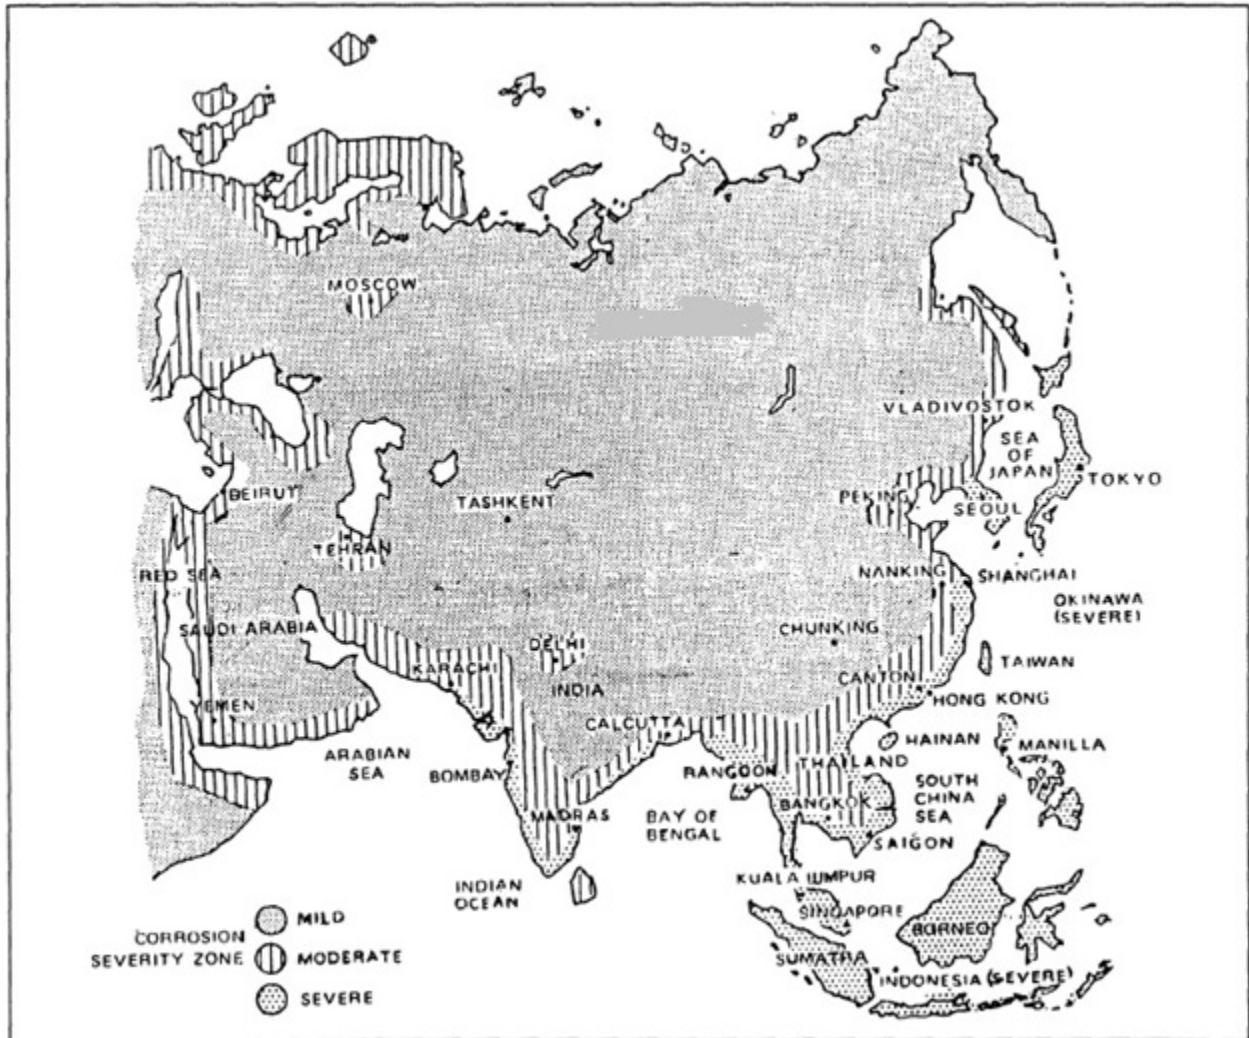 MOSCOW
VLADIVOSTOK
SEA
OF
JAPAN
TOKYO
PEKING
SEOUL
BEIRUT
TASHKENT
TEHRAN
RED SEA
NANKING
SHANGHAI
OKINAWA
(SEVERE)
SAUDI ARABIA
CHUNKING
DELHI
KARACHI
INDIA
TAIWAN
CANTON
HONG KONG
YEMEN
CALCUTTA
HAINAN
MANILLA
ARABIAN
SEA
BOMBAY
RANGOON
THAILAND
SOUTH
CHINA
SEA
BANGKOK
MADRAS
BAY OF
BENGAL
SAIGON
KUALA LUMPUR
INDIAN
OCEAN
SINGAPORE
BORNEO
SUMATRA
INDONESIA (SEVERE)
CORROSION
SEVERITY ZONE
MILD
MODERATE
SEVERE